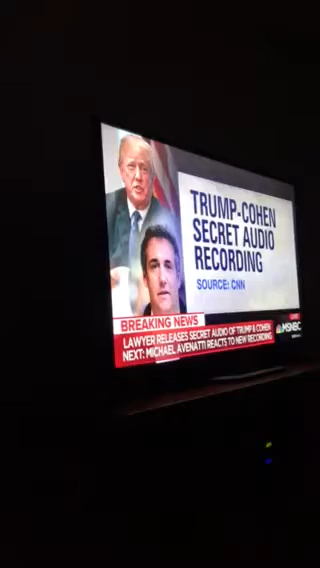 TRUMP-COHEN
SECRET AUDIO
RECORDING
SOURCE: CNN
BREAKING NEWS
LAWYER RELEASES SECRET AUDIO OF TRUMP & COHEN
NEXT: MICHAEL AVENATTI REACTS TO NEW RECORDING
LIVE
MSNBC